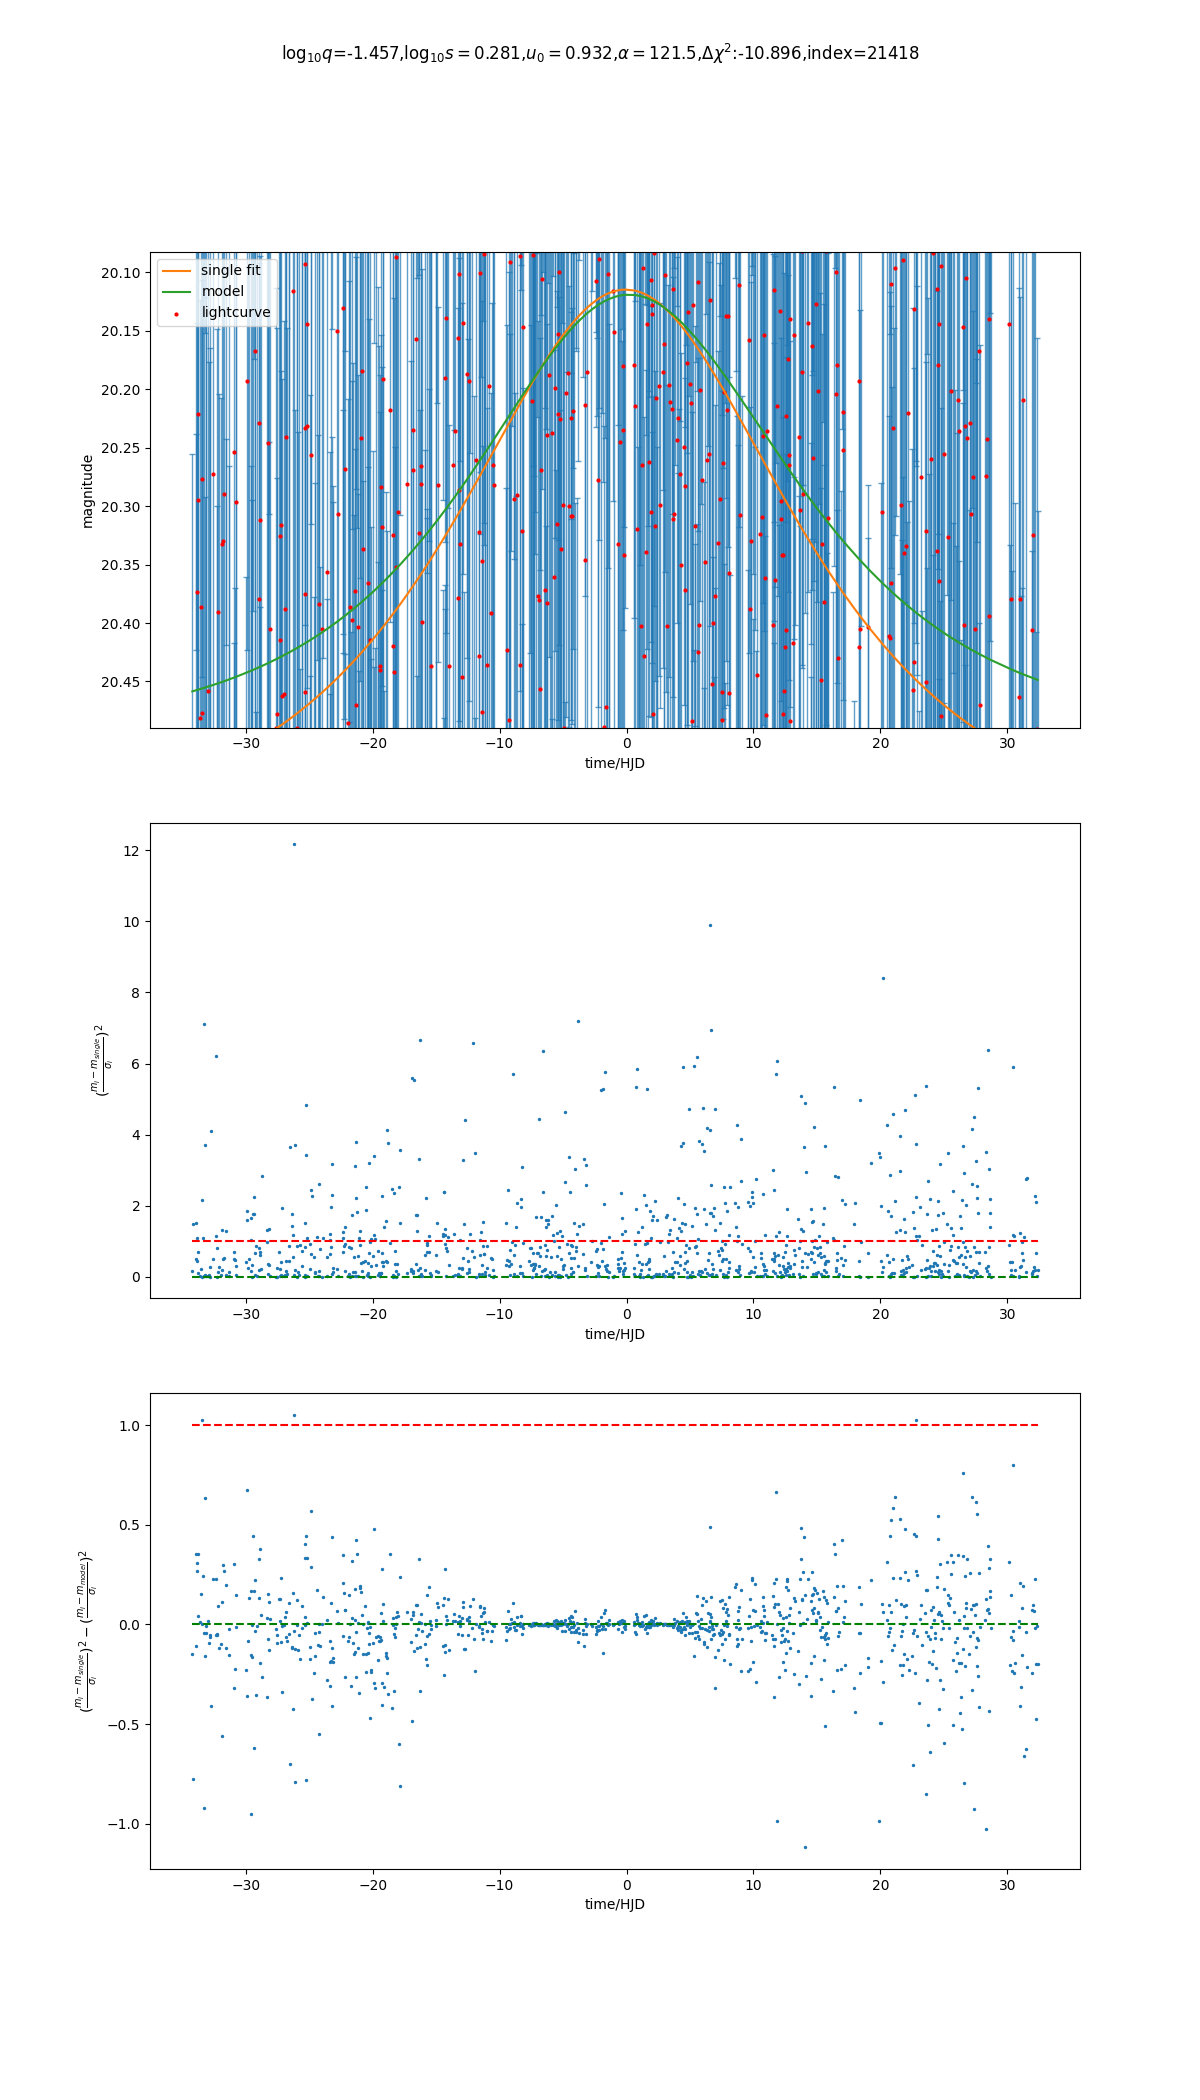 log₁₀q=-1.457,log₁₀s = 0.281,u₀ = 0.932,α = 121.5,Δχ²:-10.896,index=21418
single fit
model
lightcurve
20.10
20.15
20.20
20.25
20.30
20.35
20.40
20.45
magnitude
−30 −20 −10 0 10 20 30
time/HJD
12
10
8
6
4
2
0
(mᵢ − m_single / σᵢ)²
−30 −20 −10 0 10 20 30
time/HJD
1.0
0.5
0.0
−0.5
−1.0
(mᵢ − m_single / σᵢ)² − (mᵢ − m_model / σᵢ)²
−30 −20 −10 0 10 20 30
time/HJD